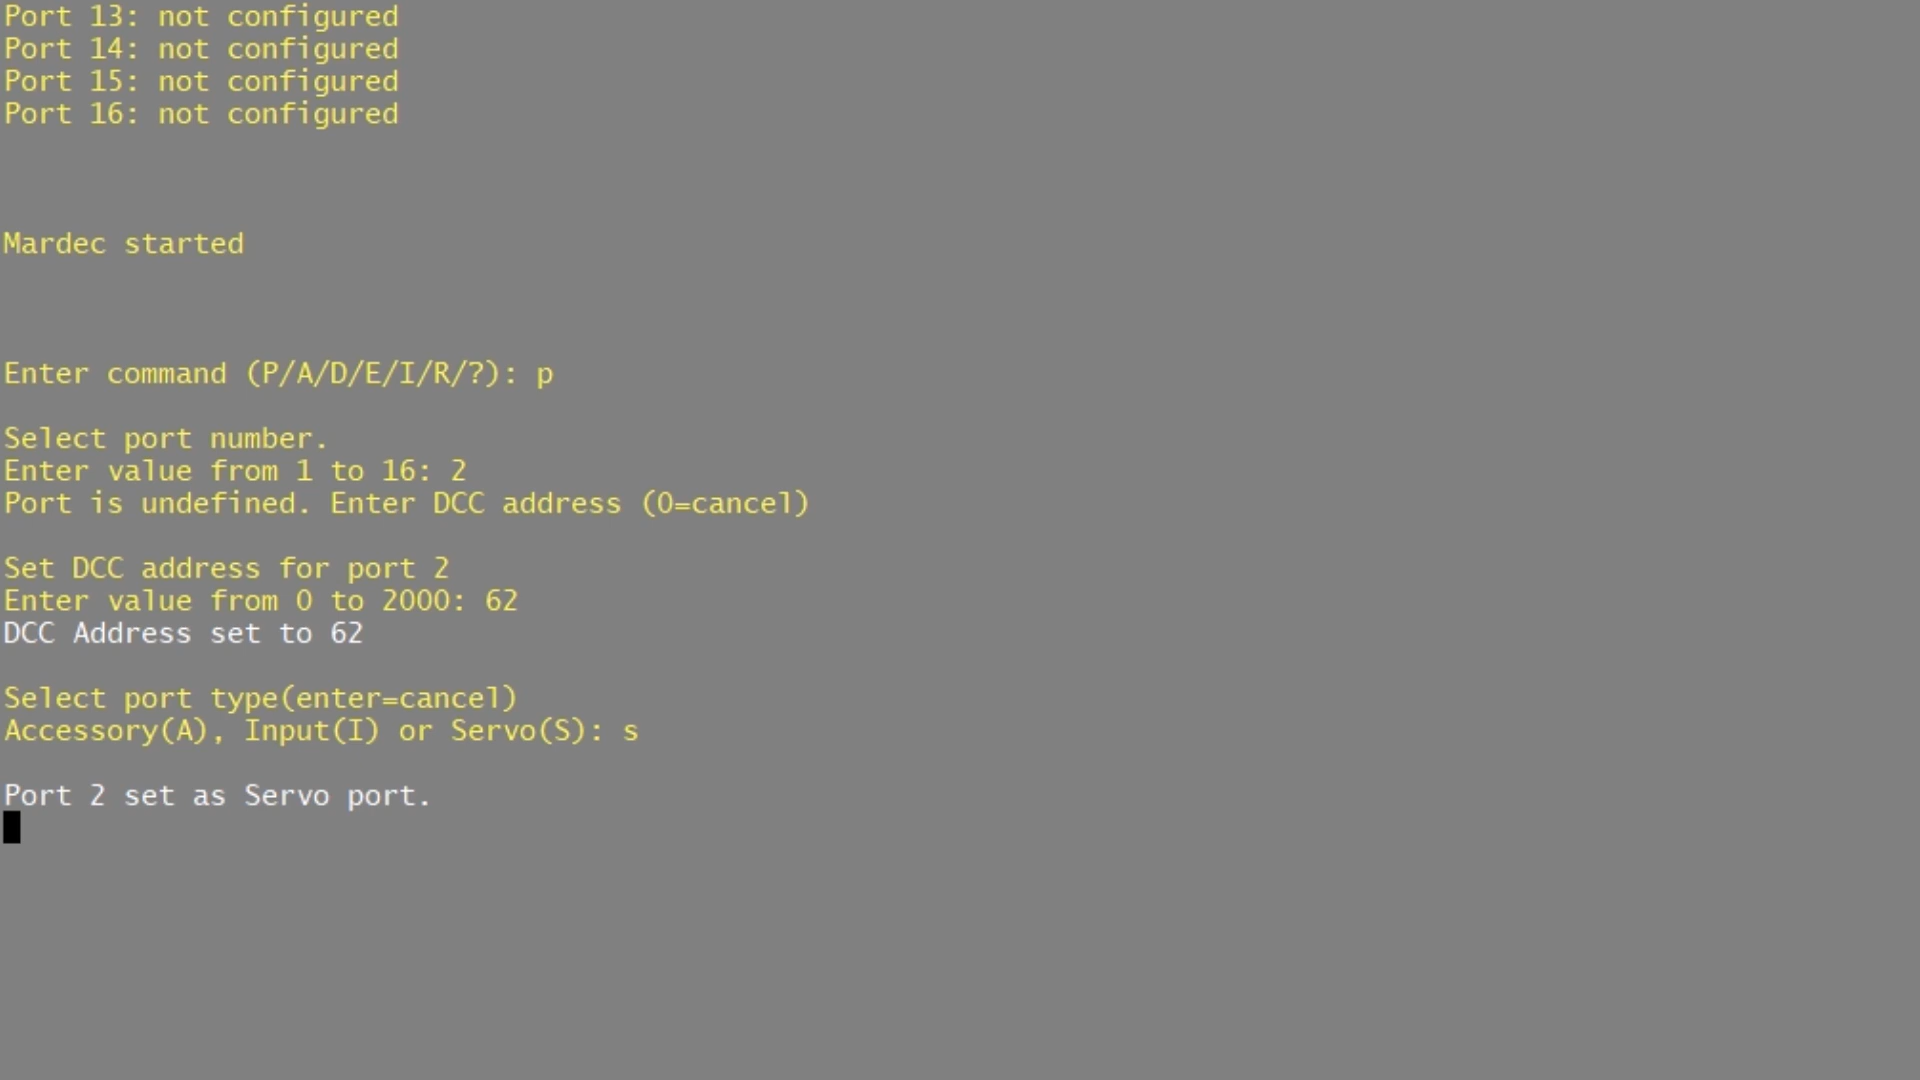 Port 13: not configured
Port 14: not configured
Port 15: not configured
Port 16: not configured
Mardec started
Enter command (P/A/D/E/I/R/?): p
Select port number.
Enter value from 1 to 16: 2
Port is undefined. Enter DCC address (0=cancel)
Set DCC address for port 2
Enter value from 0 to 2000: 62
DCC Address set to 62
Select port type(enter=cancel)
Accessory(A), Input(I) or Servo(S): s
Port 2 set as Servo port.